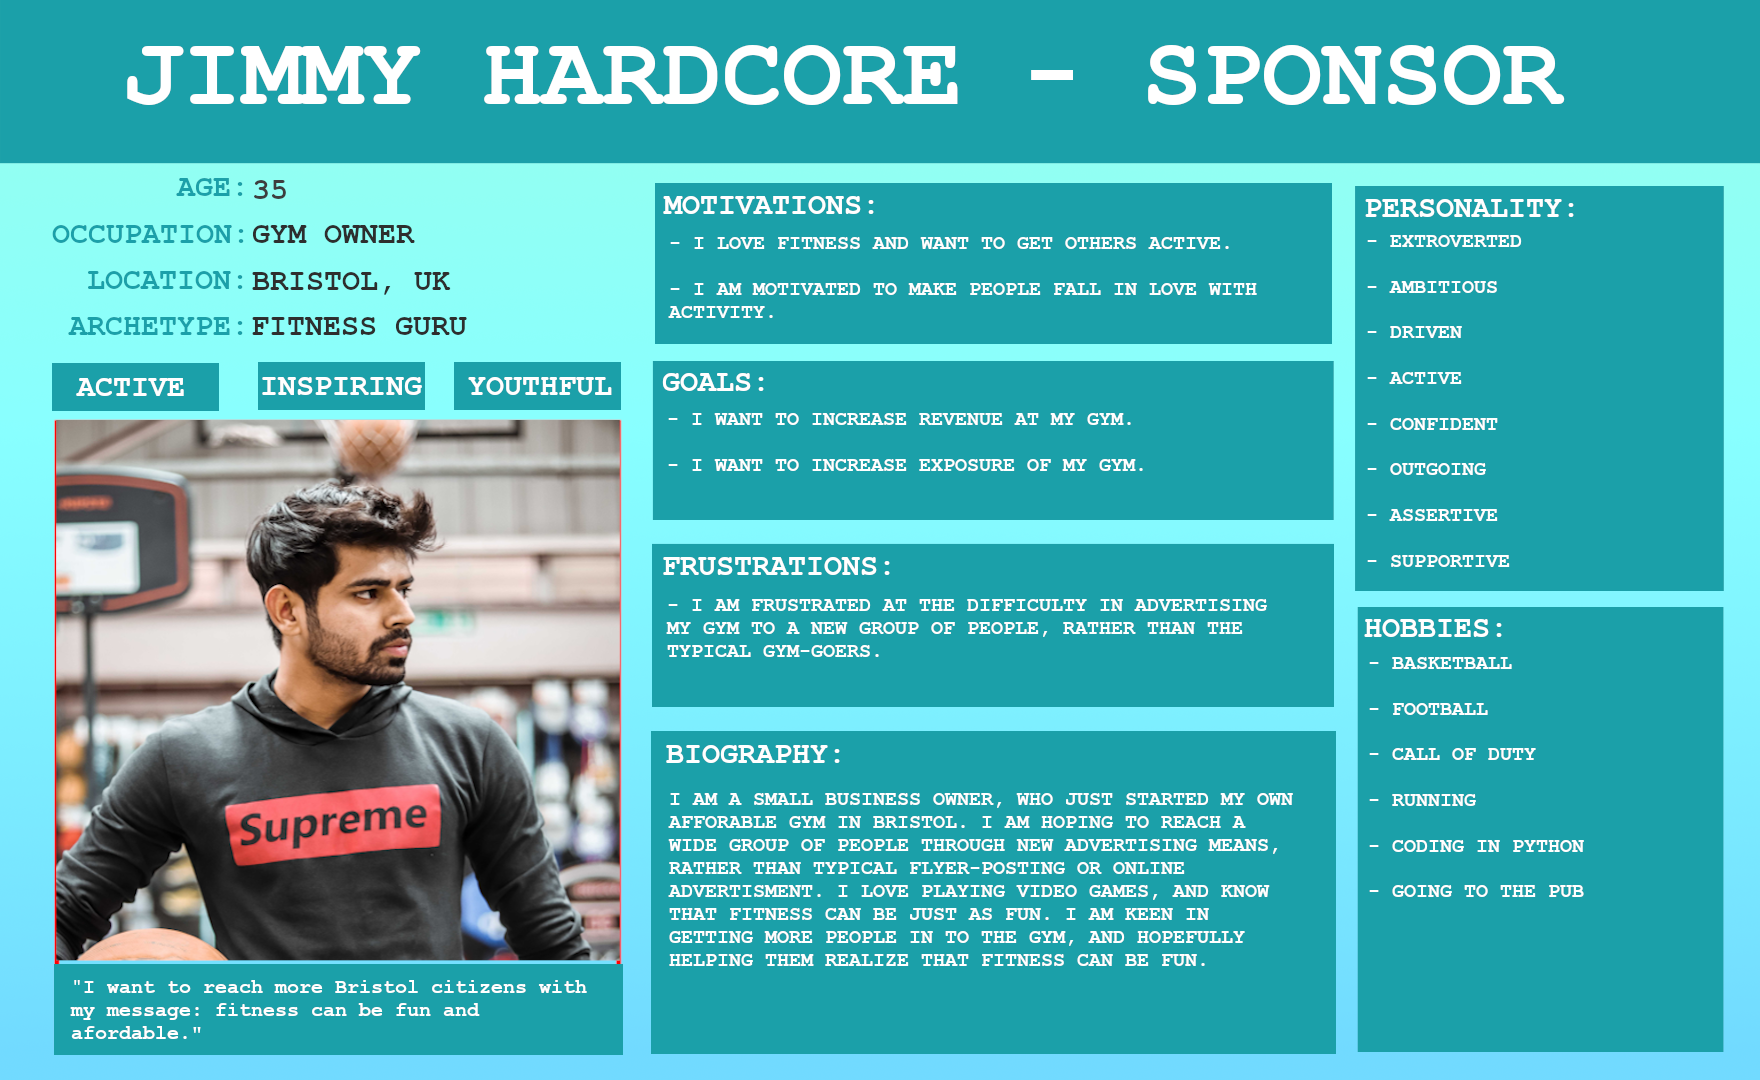 JIMMY HARDCORE - SPONSOR
AGE: 35
OCCUPATION: GYM OWNER
LOCATION: BRISTOL, UK
ARCHETYPE: FITNESS GURU
ACTIVE
INSPIRING
YOUTHFUL
Supreme
"I want to reach more Bristol citizens with
my message: fitness can be fun and
afordable."
MOTIVATIONS:
- I LOVE FITNESS AND WANT TO GET OTHERS ACTIVE.
- I AM MOTIVATED TO MAKE PEOPLE FALL IN LOVE WITH
ACTIVITY.
GOALS:
- I WANT TO INCREASE REVENUE AT MY GYM.
- I WANT TO INCREASE EXPOSURE OF MY GYM.
FRUSTRATIONS:
- I AM FRUSTRATED AT THE DIFFICULTY IN ADVERTISING
MY GYM TO A NEW GROUP OF PEOPLE, RATHER THAN THE
TYPICAL GYM-GOERS.
BIOGRAPHY:
I AM A SMALL BUSINESS OWNER, WHO JUST STARTED MY OWN
AFFORABLE GYM IN BRISTOL. I AM HOPING TO REACH A
WIDE GROUP OF PEOPLE THROUGH NEW ADVERTISING MEANS,
RATHER THAN TYPICAL FLYER-POSTING OR ONLINE
ADVERTISMENT. I LOVE PLAYING VIDEO GAMES, AND KNOW
THAT FITNESS CAN BE JUST AS FUN. I AM KEEN IN
GETTING MORE PEOPLE IN TO THE GYM, AND HOPEFULLY
HELPING THEM REALIZE THAT FITNESS CAN BE FUN.
PERSONALITY:
- EXTROVERTED
- AMBITIOUS
- DRIVEN
- ACTIVE
- CONFIDENT
- OUTGOING
- ASSERTIVE
- SUPPORTIVE
HOBBIES:
- BASKETBALL
- FOOTBALL
- CALL OF DUTY
- RUNNING
- CODING IN PYTHON
- GOING TO THE PUB